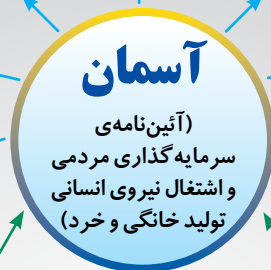 آسمان
(آئین‌نامه‌ی
سرمایه‌گذاری مردمی
و اشتغال نیروی انسانی
تولید خانگی و خرد)